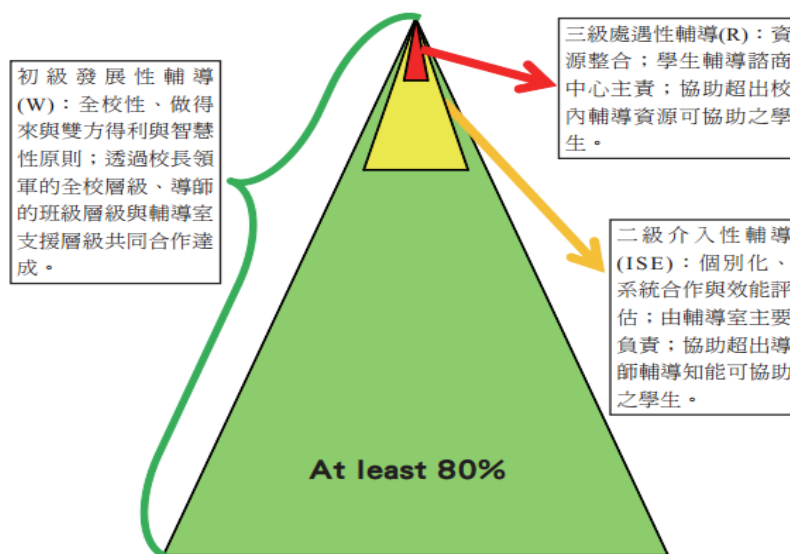 初級發展性輔導
(W)：全校性、做得
來與雙方得利與智慧
性原則；透過校長領
軍的全校層級、導師
的班級層級與輔導室
支援層級共同合作達
成。
三級處遇性輔導(R)：資
源整合；學生輔導諮商
中心主責；協助超出校
內輔導資源可協助之學
生。
二級介入性輔導
(ISE)：個別化、
系統合作與效能評
估；由輔導室主要
負責；協助超出導
師輔導知能可協助
之學生。
At least 80%